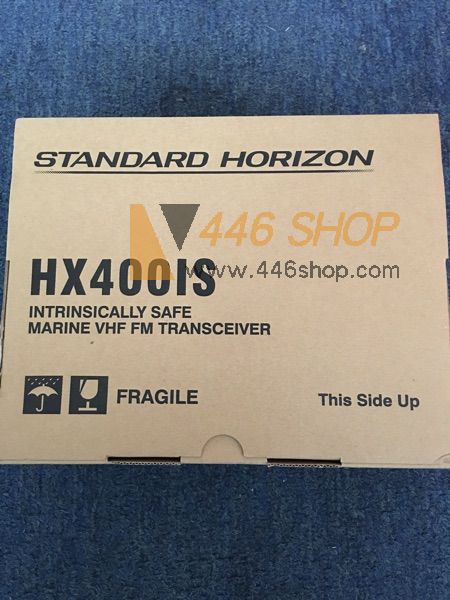 STANDARD HORIZON
446 SHOP
www.446shop.com
HX400IS
INTRINSICALLY SAFE
MARINE VHF FM TRANSCEIVER
FRAGILE
This Side Up